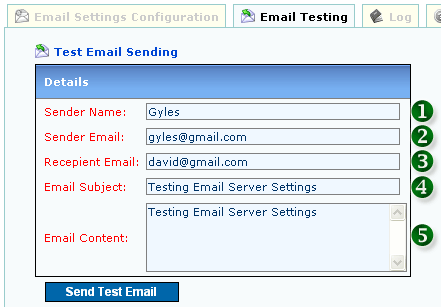 Email Settings Configuration Email Testing Log
Test Email Sending
Details
Sender Name: Gyles 1
Sender Email: gyles@gmail.com 2
Recepient Email: david@gmail.com 3
Email Subject: Testing Email Server Settings 4
Testing Email Server Settings
Email Content: 5
Send Test Email